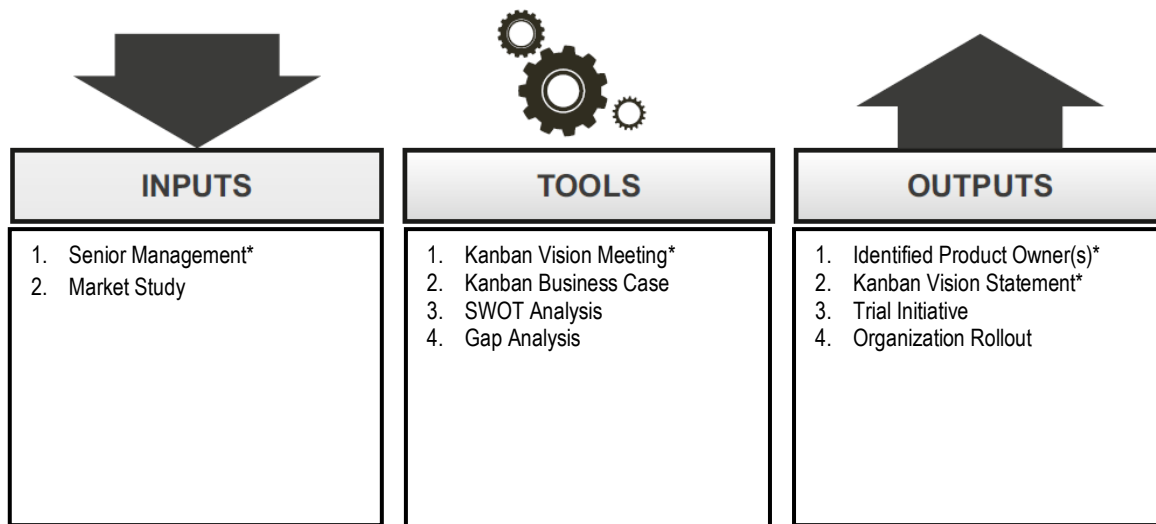 INPUTS
1. Senior Management*
2. Market Study
TOOLS
1. Kanban Vision Meeting*
2. Kanban Business Case
3. SWOT Analysis
4. Gap Analysis
OUTPUTS
1. Identified Product Owner(s)*
2. Kanban Vision Statement*
3. Trial Initiative
4. Organization Rollout